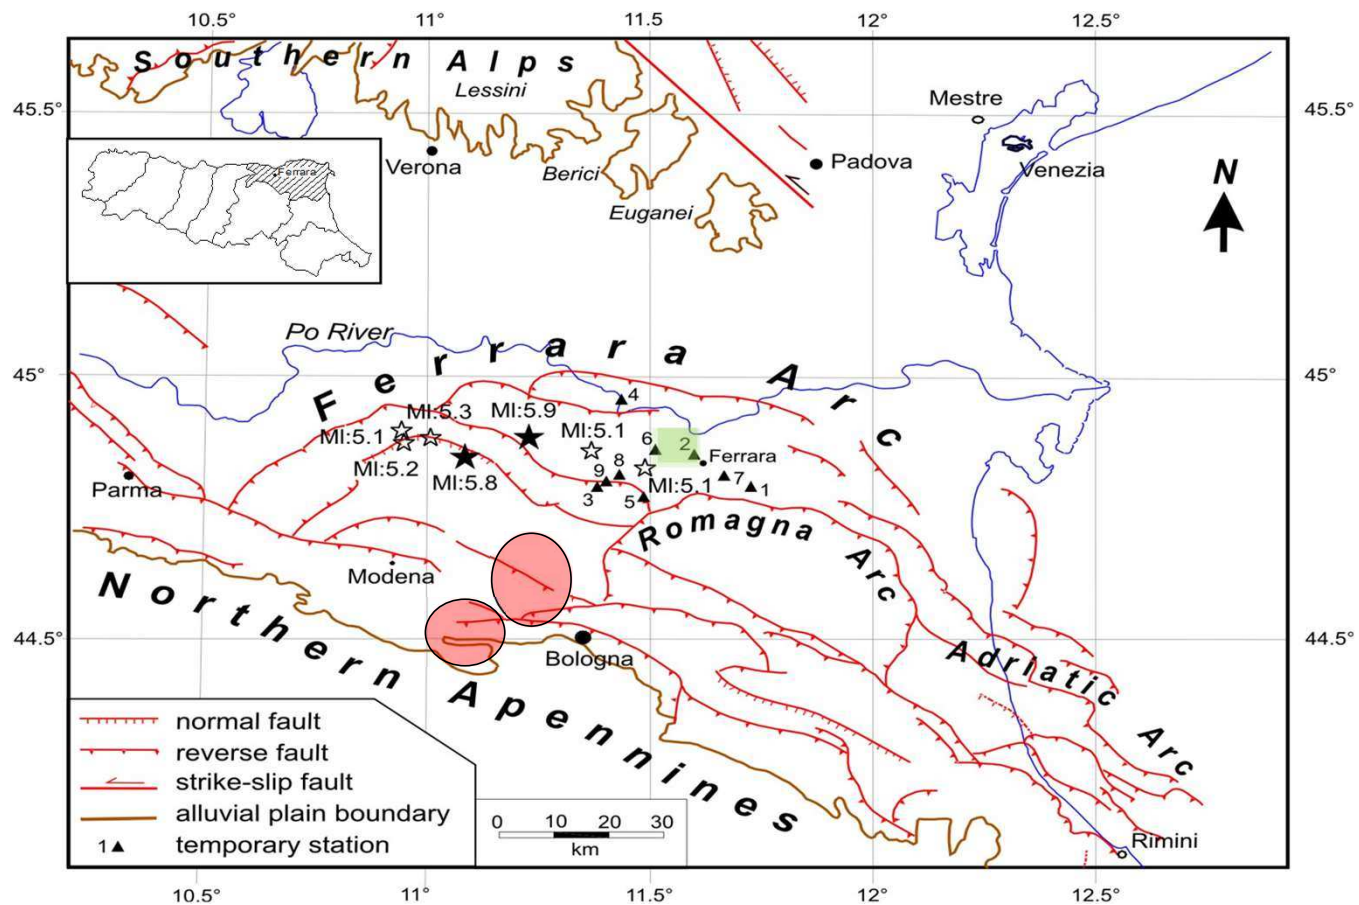 10.5° 11° 11.5° 12° 12.5°
Southern Alps
Lessini
45.5° 45.5°
Mestre
Verona
Padova
Berici
Venezia
Ferrara
N
Euganei
Po River
45° 45°
Ferrara Arc
4
Ml:5.3 Ml:5.9
Ml:5.1 Ml:5.1 6 2
Ferrara
Ml:5.2 Ml:5.8
9 8 Ml:5.1 7 1
3 5
Parma
Romagna Arc
Modena
Northern Apennines
44.5° 44.5°
Bologna
Adriatic Arc
normal fault
reverse fault
strike-slip fault
alluvial plain boundary
1 temporary station
0 10 20 30
km
Rimini
10.5° 11° 11.5° 12° 12.5°